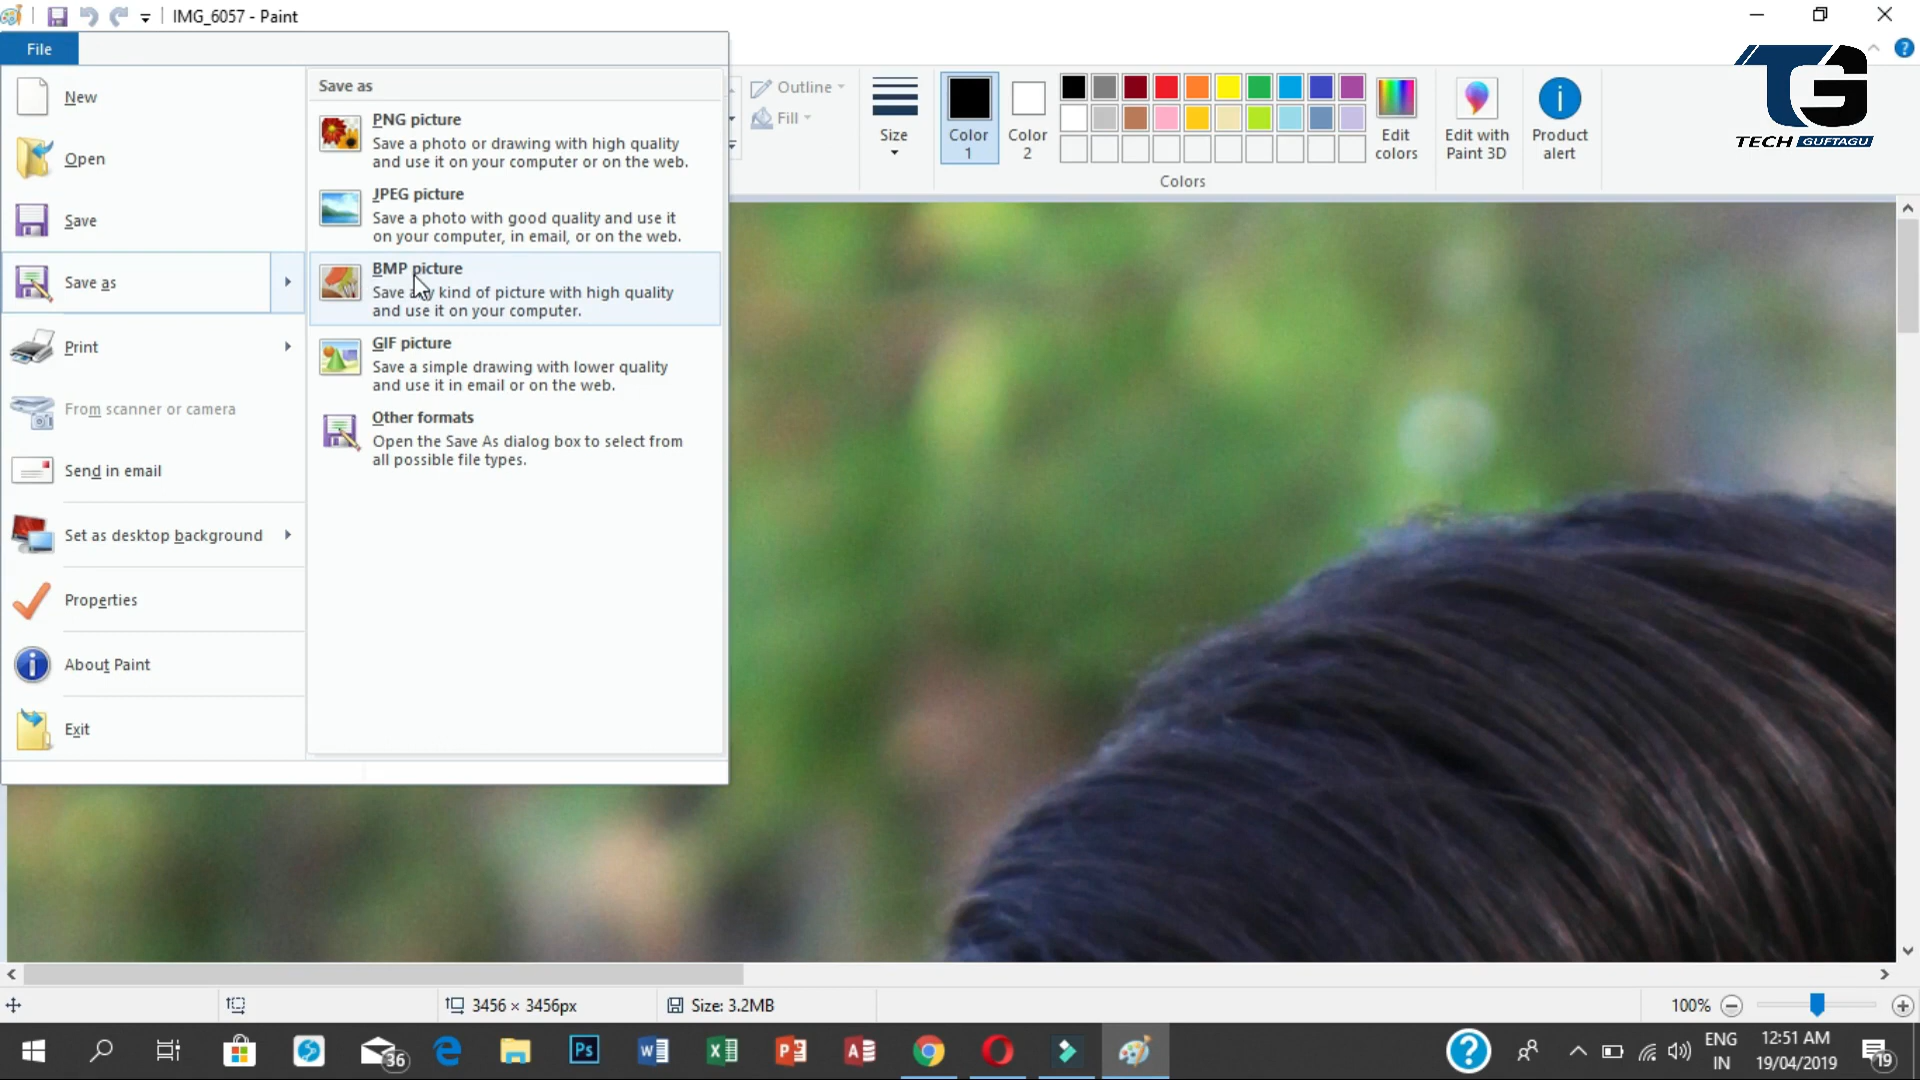 IMG_6057 - Paint
File
New
Open
Save
Save as
Print
From scanner or camera
Send in email
Set as desktop background
Properties
About Paint
Exit
Save as
PNG picture
Save a photo or drawing with high quality
and use it on your computer or on the web.
JPEG picture
Save a photo with good quality and use it
on your computer, in email, or on the web.
BMP picture
Save any kind of picture with high quality
and use it on your computer.
GIF picture
Save a simple drawing with lower quality
and use it in email or on the web.
Other formats
Open the Save As dialog box to select from
all possible file types.
Outline
Fill
Size
Color
1
Color
2
Edit
colors
Edit with
Paint 3D
Product
alert
Colors
TG
TECH GUFTAGU
3456 × 3456px
Size: 3.2MB
100%
36
Ps
ENG
IN
12:51 AM
19/04/2019
19